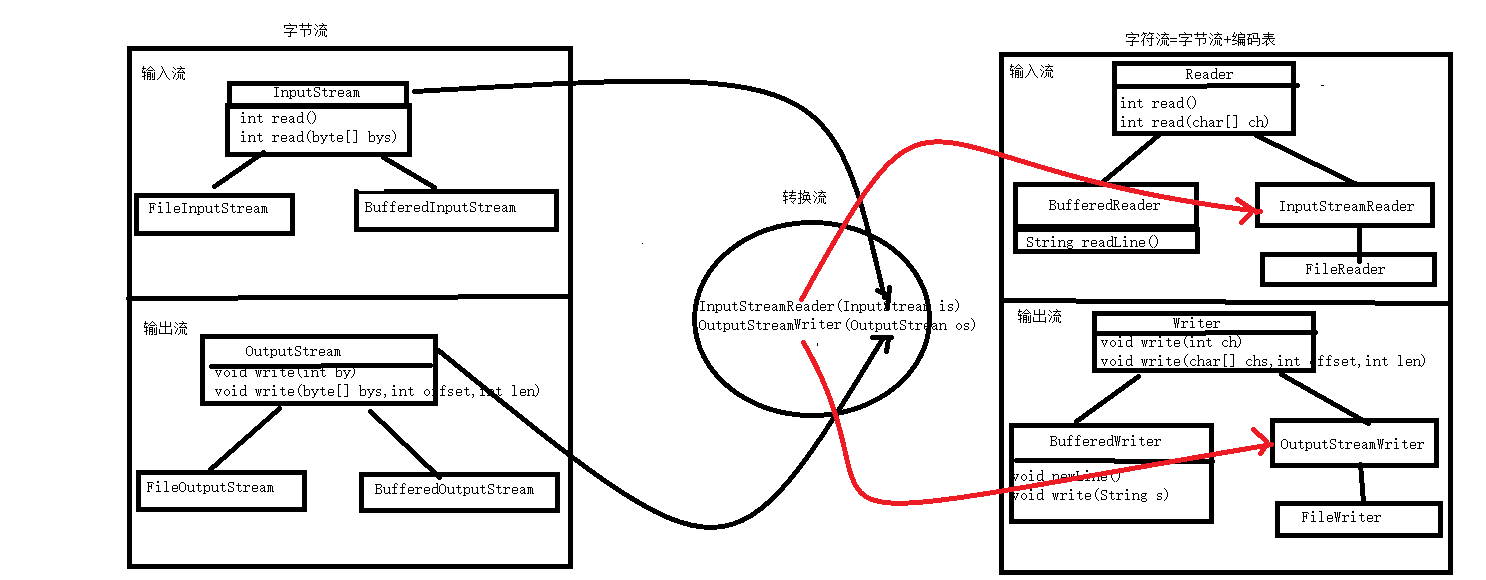 字节流
输入流
InputStream
int read()
int read(byte[] bys)
FileInputStream
BufferedInputStream
输出流
OutputStream
void write(int by)
void write(byte[] bys,int offset,int len)
FileOutputStream
BufferedOutputStream
转换流
InputStreamReader(InputStream is)
OutputStreamWriter(OutputStrean os)
字符流=字节流+编码表
输入流
Reader
int read()
int read(char[] ch)
BufferedReader
String readLine()
InputStreamReader
FileReader
输出流
Writer
void write(int ch)
void write(char[] chs,int offset,int len)
BufferedWriter
void newLine()
void write(String s)
OutputStreamWriter
FileWriter